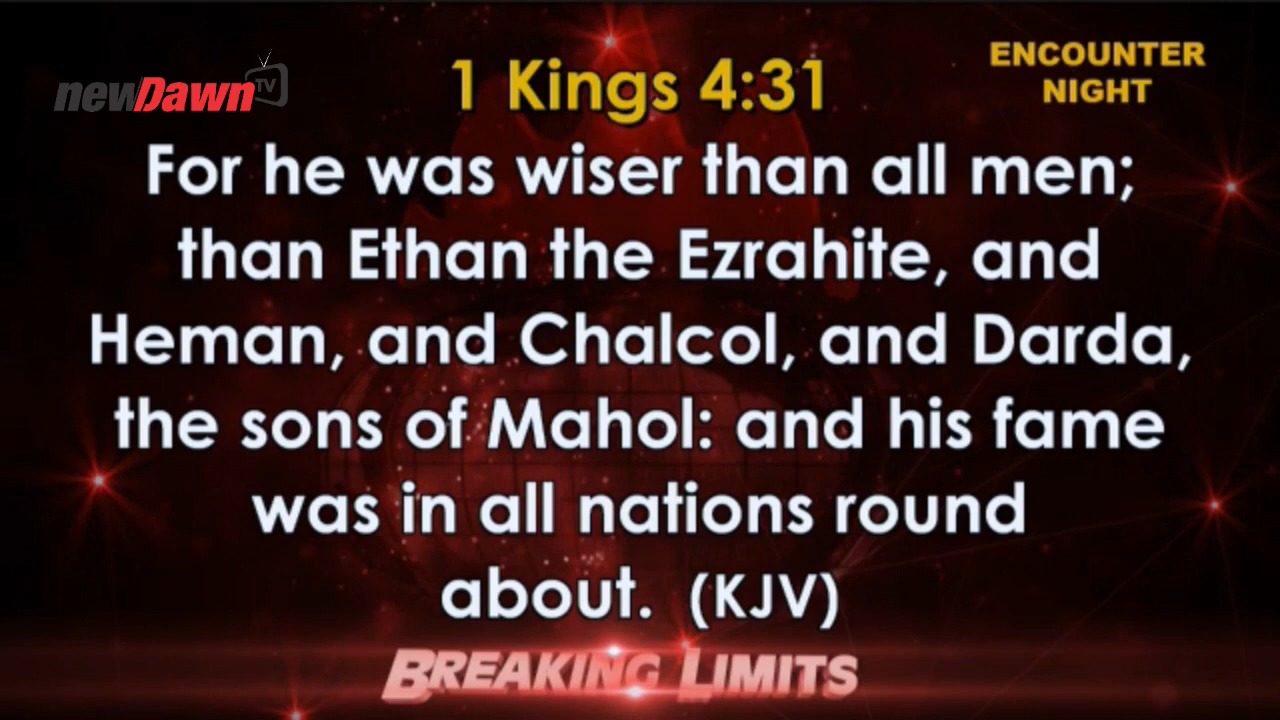 newDawn TV
ENCOUNTER
NIGHT
1 Kings 4:31
For he was wiser than all men;
than Ethan the Ezrahite, and
Heman, and Chalcol, and Darda,
the sons of Mahol: and his fame
was in all nations round
about. (KJV)
BREAKING LIMITS